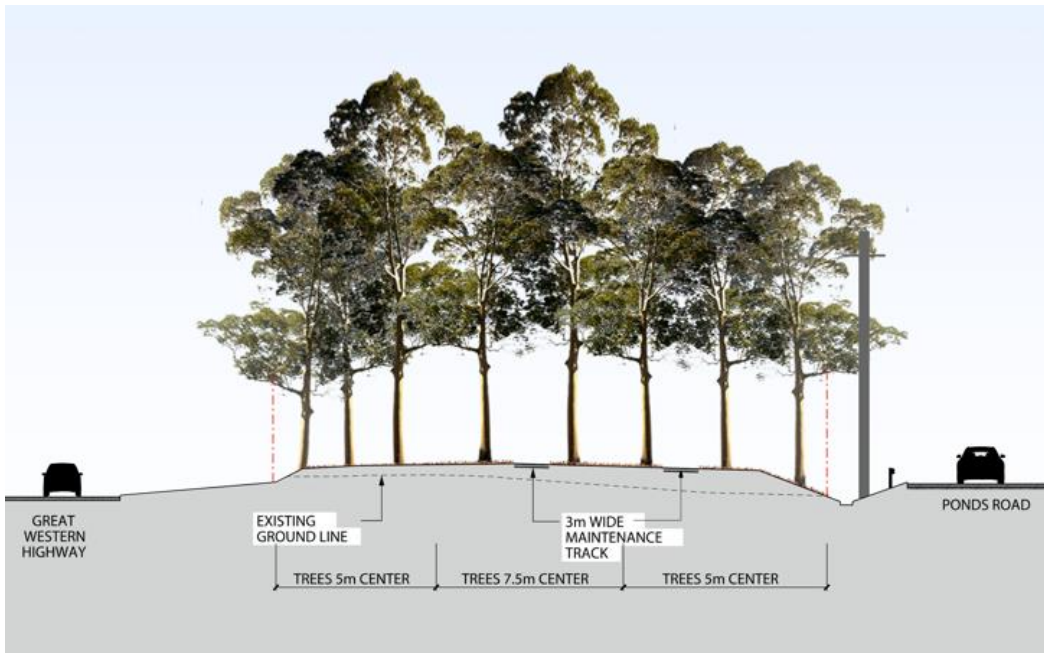 GREAT
WESTERN
HIGHWAY
EXISTING
GROUND LINE
3m WIDE
MAINTENANCE
TRACK
PONDS ROAD
TREES 5m CENTER
TREES 7.5m CENTER
TREES 5m CENTER